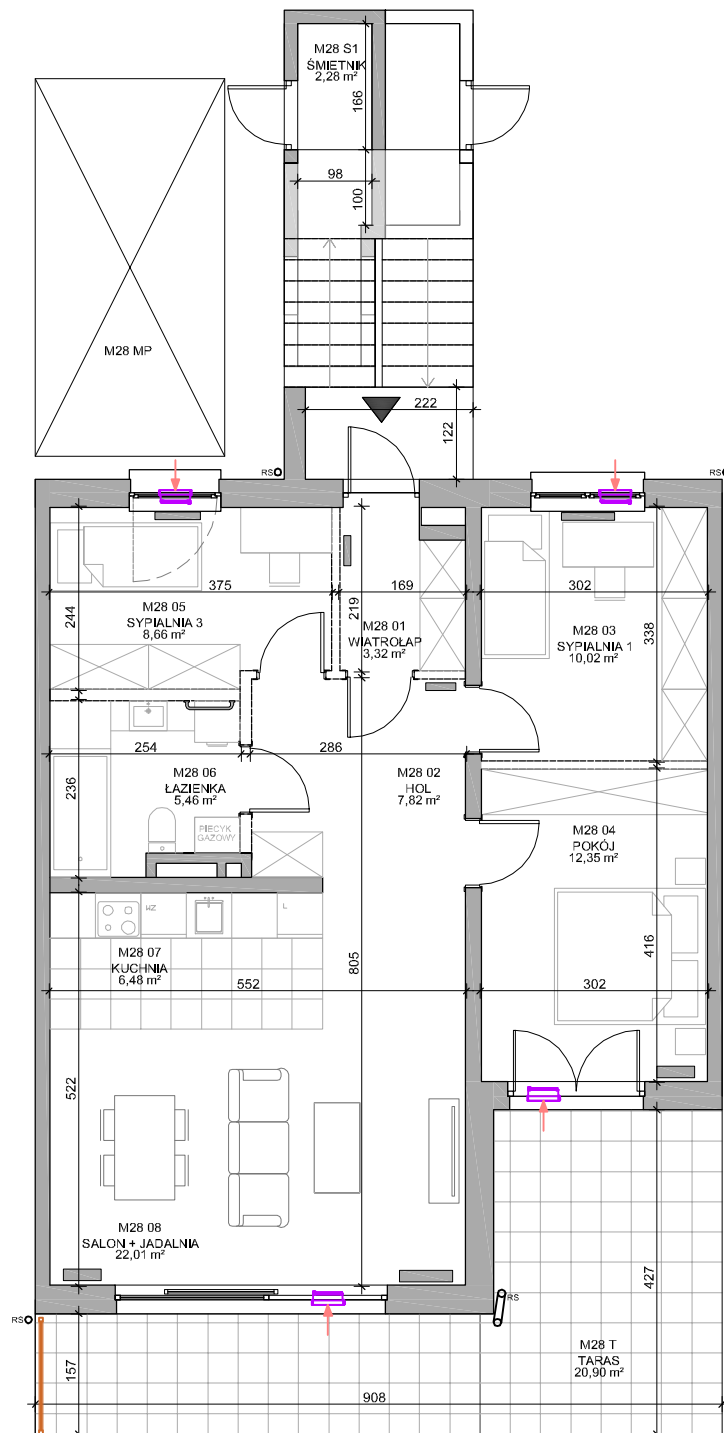 M28 S1
ŚMIETNIK
2,28 m²
166
98
100
M28 MP
222
122
RS
RS
375
169
302
244
M28 05
SYPIALNIA 3
8,66 m²
219
M28 01
WIATROŁAP
3,32 m²
M28 03
SYPIALNIA 1
10,02 m²
338
254
286
236
M28 06
ŁAZIENKA
5,46 m²
M28 02
HOL
7,82 m²
PIECYK
GAZOWY
M28 04
POKÓJ
12,35 m²
WZ
L
M28 07
KUCHNIA
6,48 m²
805
416
552
302
522
M28 08
SALON + JADALNIA
22,01 m²
427
RS
RS
M28 T
TARAS
20,90 m²
157
908